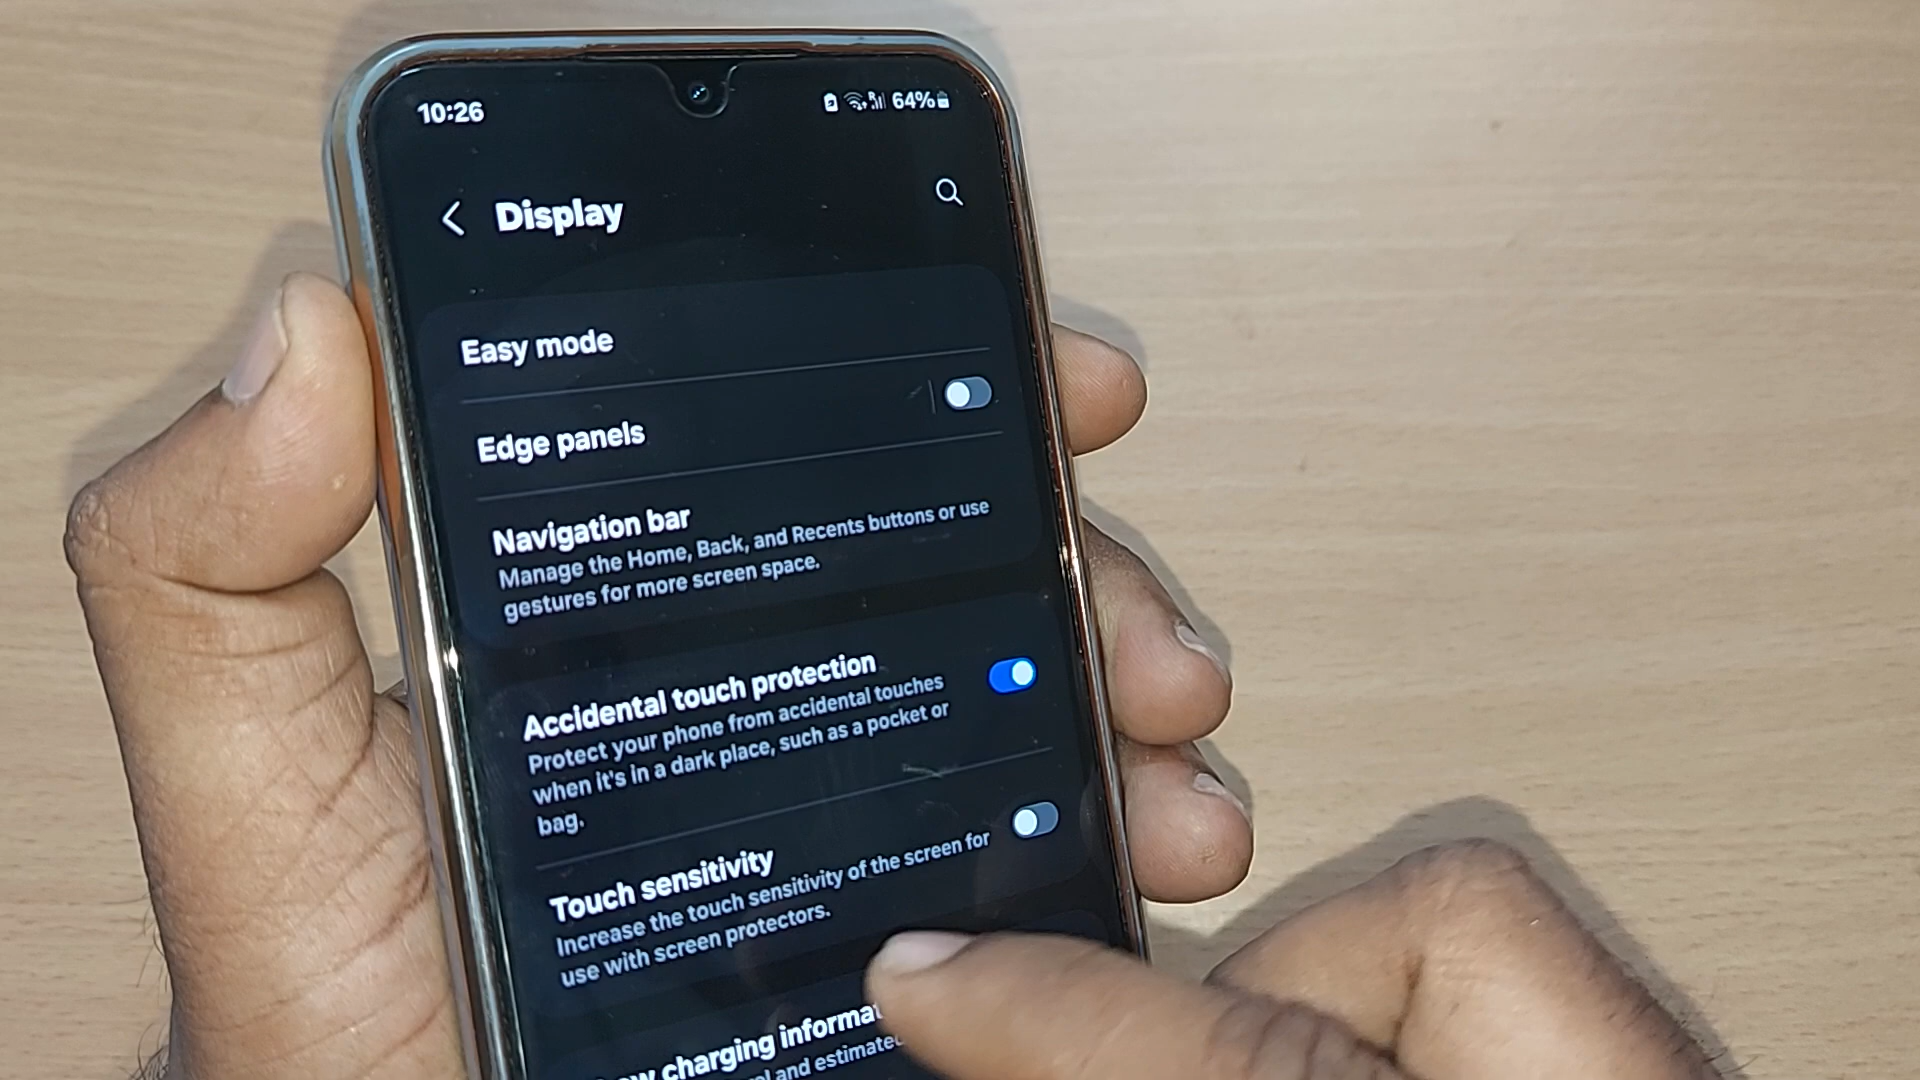 10:26
R 64%
Display
Easy mode
Edge panels
Navigation bar
Manage the Home, Back, and Recents buttons or use
gestures for more screen space.
Accidental touch protection
Protect your phone from accidental touches
when it's in a dark place, such as a pocket or
bag.
Touch sensitivity
Increase the touch sensitivity of the screen for
use with screen protectors.
charging
and